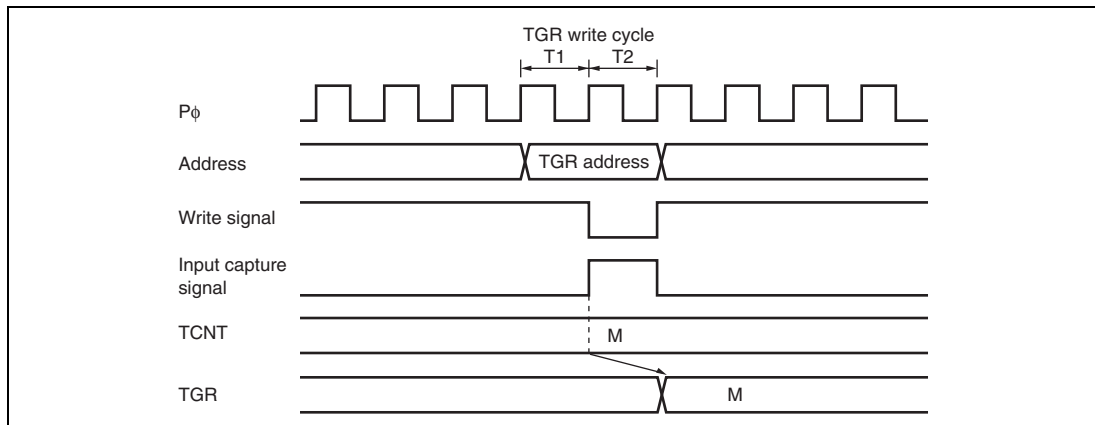 TGR write cycle
T1 T2
Pϕ
Address
TGR address
Write signal
Input capture
signal
TCNT
M
TGR
M